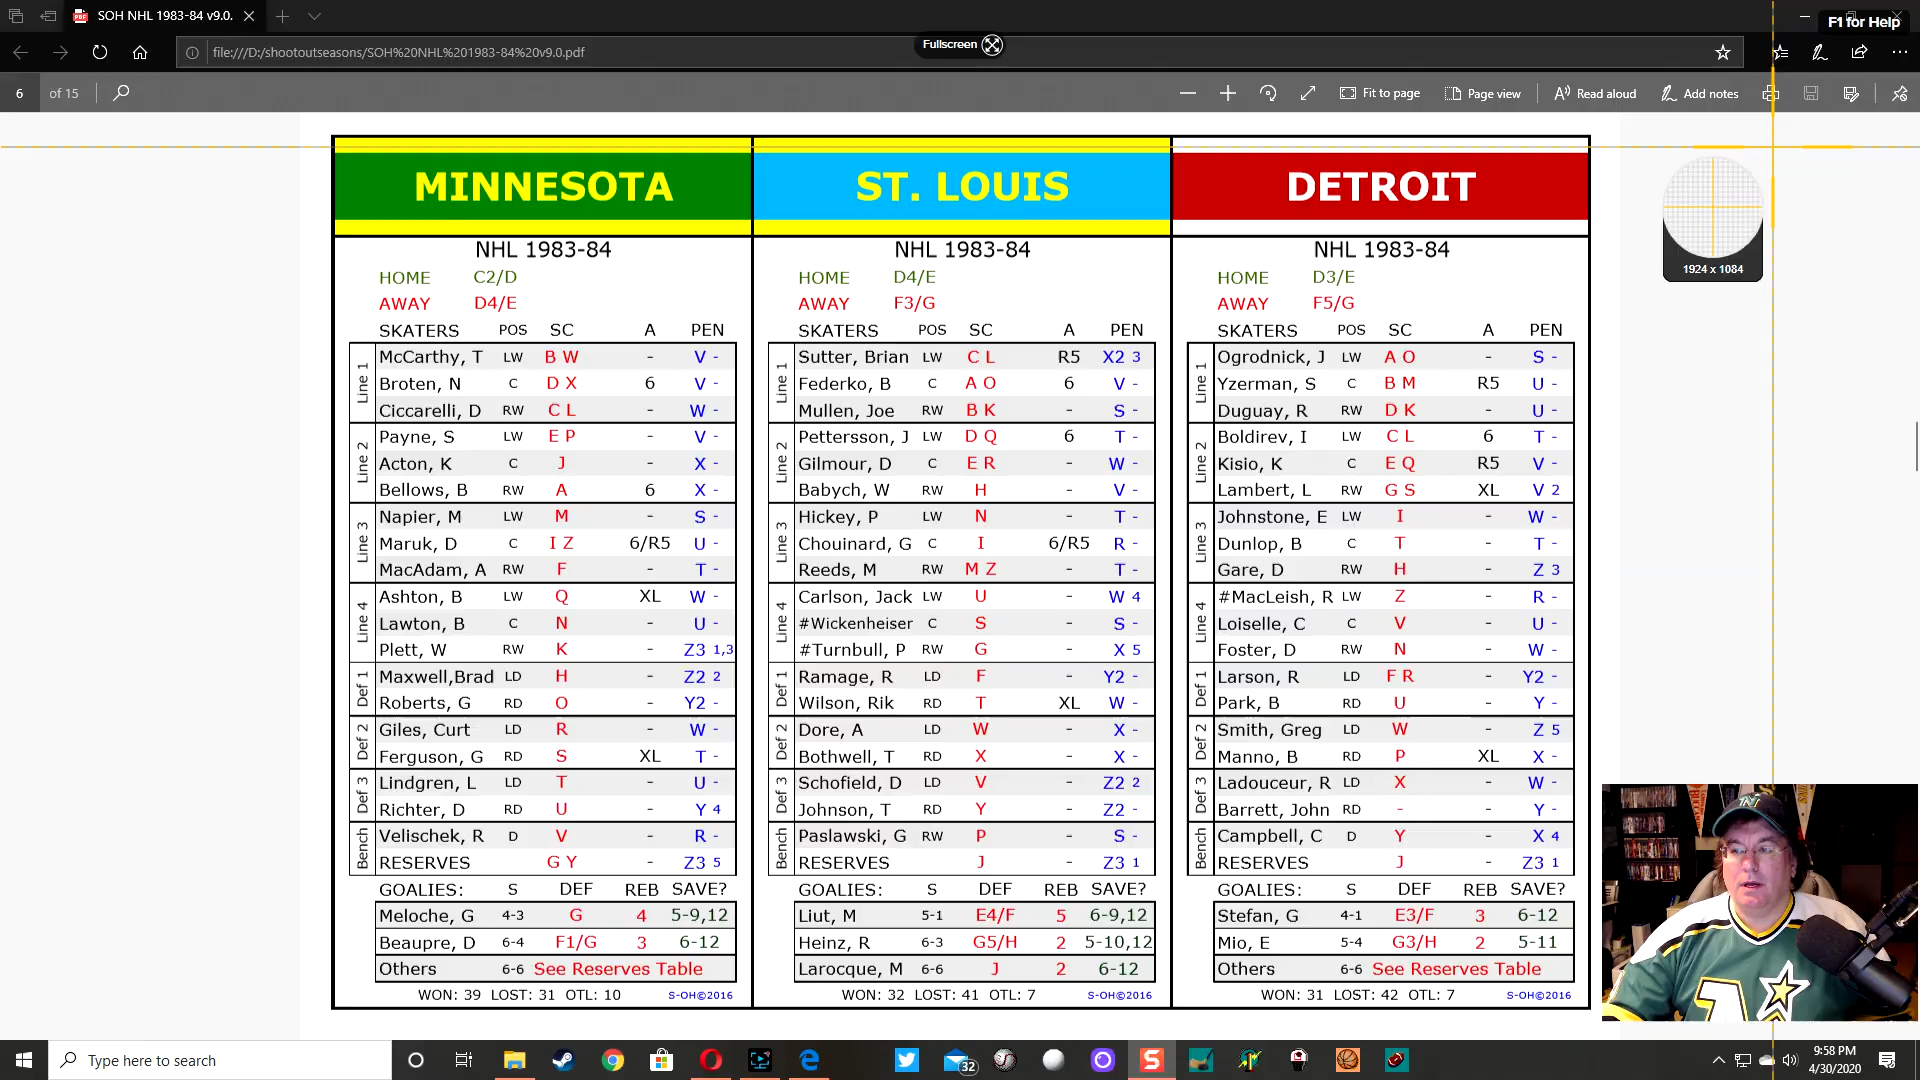 SOH NHL 1983-84 v9.0.
F1 for Help
file:///D:/shootoutseasons/SOH%20NHL%201983-84%20v9.0.pdf
Fullscreen
6 of 15
Fit to page
Page view
Read aloud
Add notes
1924 x 1084
MINNESOTA
NHL 1983-84
HOME C2/D
AWAY D4/E
SKATERS POS SC A PEN
Line 1
McCarthy, T LW B W - V -
Broten, N C D X 6 V -
Ciccarelli, D RW C L - W -
Line 2
Payne, S LW E P - V -
Acton, K C J - X -
Bellows, B RW A 6 X -
Line 3
Napier, M LW M - S -
Maruk, D C I Z 6/R5 U -
MacAdam, A RW F - T -
Line 4
Ashton, B LW Q XL W -
Lawton, B C N - U -
Plett, W RW K - Z3 1,3
Def 1
Maxwell,Brad LD H - Z2 2
Roberts, G RD O - Y2 -
Def 2
Giles, Curt LD R - W -
Ferguson, G RD S XL T -
Def 3
Lindgren, L LD T - U -
Richter, D RD U - Y 4
Bench
Velischek, R D V - R -
RESERVES G Y - Z3 5
GOALIES: S DEF REB SAVE?
Meloche, G 4-3 G 4 5-9,12
Beaupre, D 6-4 F1/G 3 6-12
Others 6-6 See Reserves Table
WON: 39 LOST: 31 OTL: 10 S-OH©2016
ST. LOUIS
NHL 1983-84
HOME D4/E
AWAY F3/G
SKATERS POS SC A PEN
Line 1
Sutter, Brian LW C L R5 X2 3
Federko, B C A O 6 V -
Mullen, Joe RW B K - S -
Line 2
Pettersson, J LW D Q 6 T -
Gilmour, D C E R - W -
Babych, W RW H - V -
Line 3
Hickey, P LW N - T -
Chouinard, G C I 6/R5 R -
Reeds, M RW M Z - T -
Line 4
Carlson, Jack LW U - W 4
#Wickenheiser C S - S -
#Turnbull, P RW G - X 5
Def 1
Ramage, R LD F - Y2 -
Wilson, Rik RD T XL W -
Def 2
Dore, A LD W - X -
Bothwell, T RD X - X -
Def 3
Schofield, D LD V - Z2 2
Johnson, T RD Y - Z2 -
Bench
Paslawski, G RW P - S -
RESERVES J - Z3 1
GOALIES: S DEF REB SAVE?
Liut, M 5-1 E4/F 5 6-9,12
Heinz, R 6-3 G5/H 2 5-10,12
Larocque, M 6-6 J 2 6-12
WON: 32 LOST: 41 OTL: 7 S-OH©2016
DETROIT
NHL 1983-84
HOME D3/E
AWAY F5/G
SKATERS POS SC A PEN
Line 1
Ogrodnick, J LW A O - S -
Yzerman, S C B M R5 U -
Duguay, R RW D K - U -
Line 2
Boldirev, I LW C L 6 T -
Kisio, K C E Q R5 V -
Lambert, L RW G S XL V 2
Line 3
Johnstone, E LW I - W -
Dunlop, B C T - T -
Gare, D RW H - Z 3
Line 4
#MacLeish, R LW Z - R -
Loiselle, C C V - U -
Foster, D RW N - W -
Def 1
Larson, R LD F R - Y2 -
Park, B RD U - Y -
Def 2
Smith, Greg LD W - Z 5
Manno, B RD P XL X -
Def 3
Ladouceur, R LD X - W -
Barrett, John RD - - Y -
Bench
Campbell, C D Y - X 4
RESERVES J - Z3 1
GOALIES: S DEF REB SAVE?
Stefan, G 4-1 E3/F 3 6-12
Mio, E 5-4 G3/H 2 5-11
Others 6-6 See Reserves Table
WON: 31 LOST: 42 OTL: 7 S-OH©2016
Type here to search
32
9:58 PM
4/30/2020